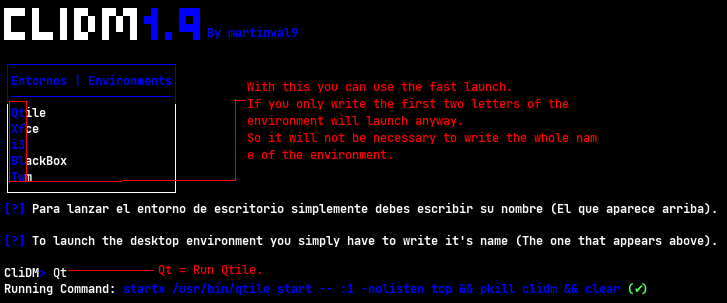 CLIDM1.9 By martinval9
Entornos | Environments
Qtile
Xfce
i3
BlackBox
Twm
With this you can use the fast launch.
If you only write the first two letters of the
environment will launch anyway.
So it will not be necessary to write the whole nam
e of the environment.
[?] Para lanzar el entorno de escritorio simplemente debes escribir su nombre (El que aparece arriba).
[?] To launch the desktop environment you simply have to write it's name (The one that appears above).
CliDM> Qt
Qt = Run Qtile.
Running Command: startx /usr/bin/qtile start -- :1 -nolisten tcp && pkill clidm && clear (✓)